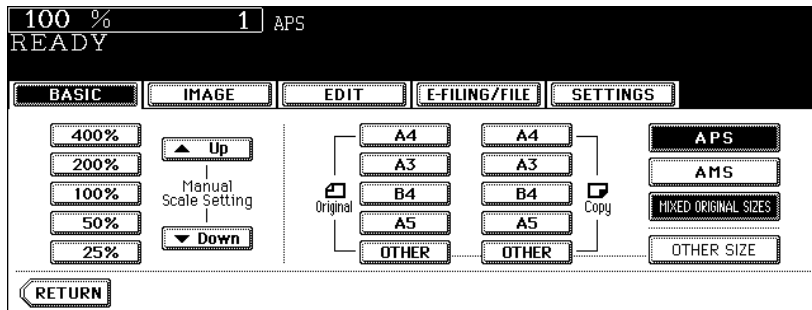 100 % 1 APS
READY
BASIC IMAGE EDIT E-FILING/FILE SETTINGS
400%
200%
100%
50%
25%
Up
Manual
Scale Setting
Down
Original
A4
A3
B4
A5
OTHER
A4
A3
B4
A5
OTHER
Copy
APS
AMS
MIXED ORIGINAL SIZES
OTHER SIZE
RETURN